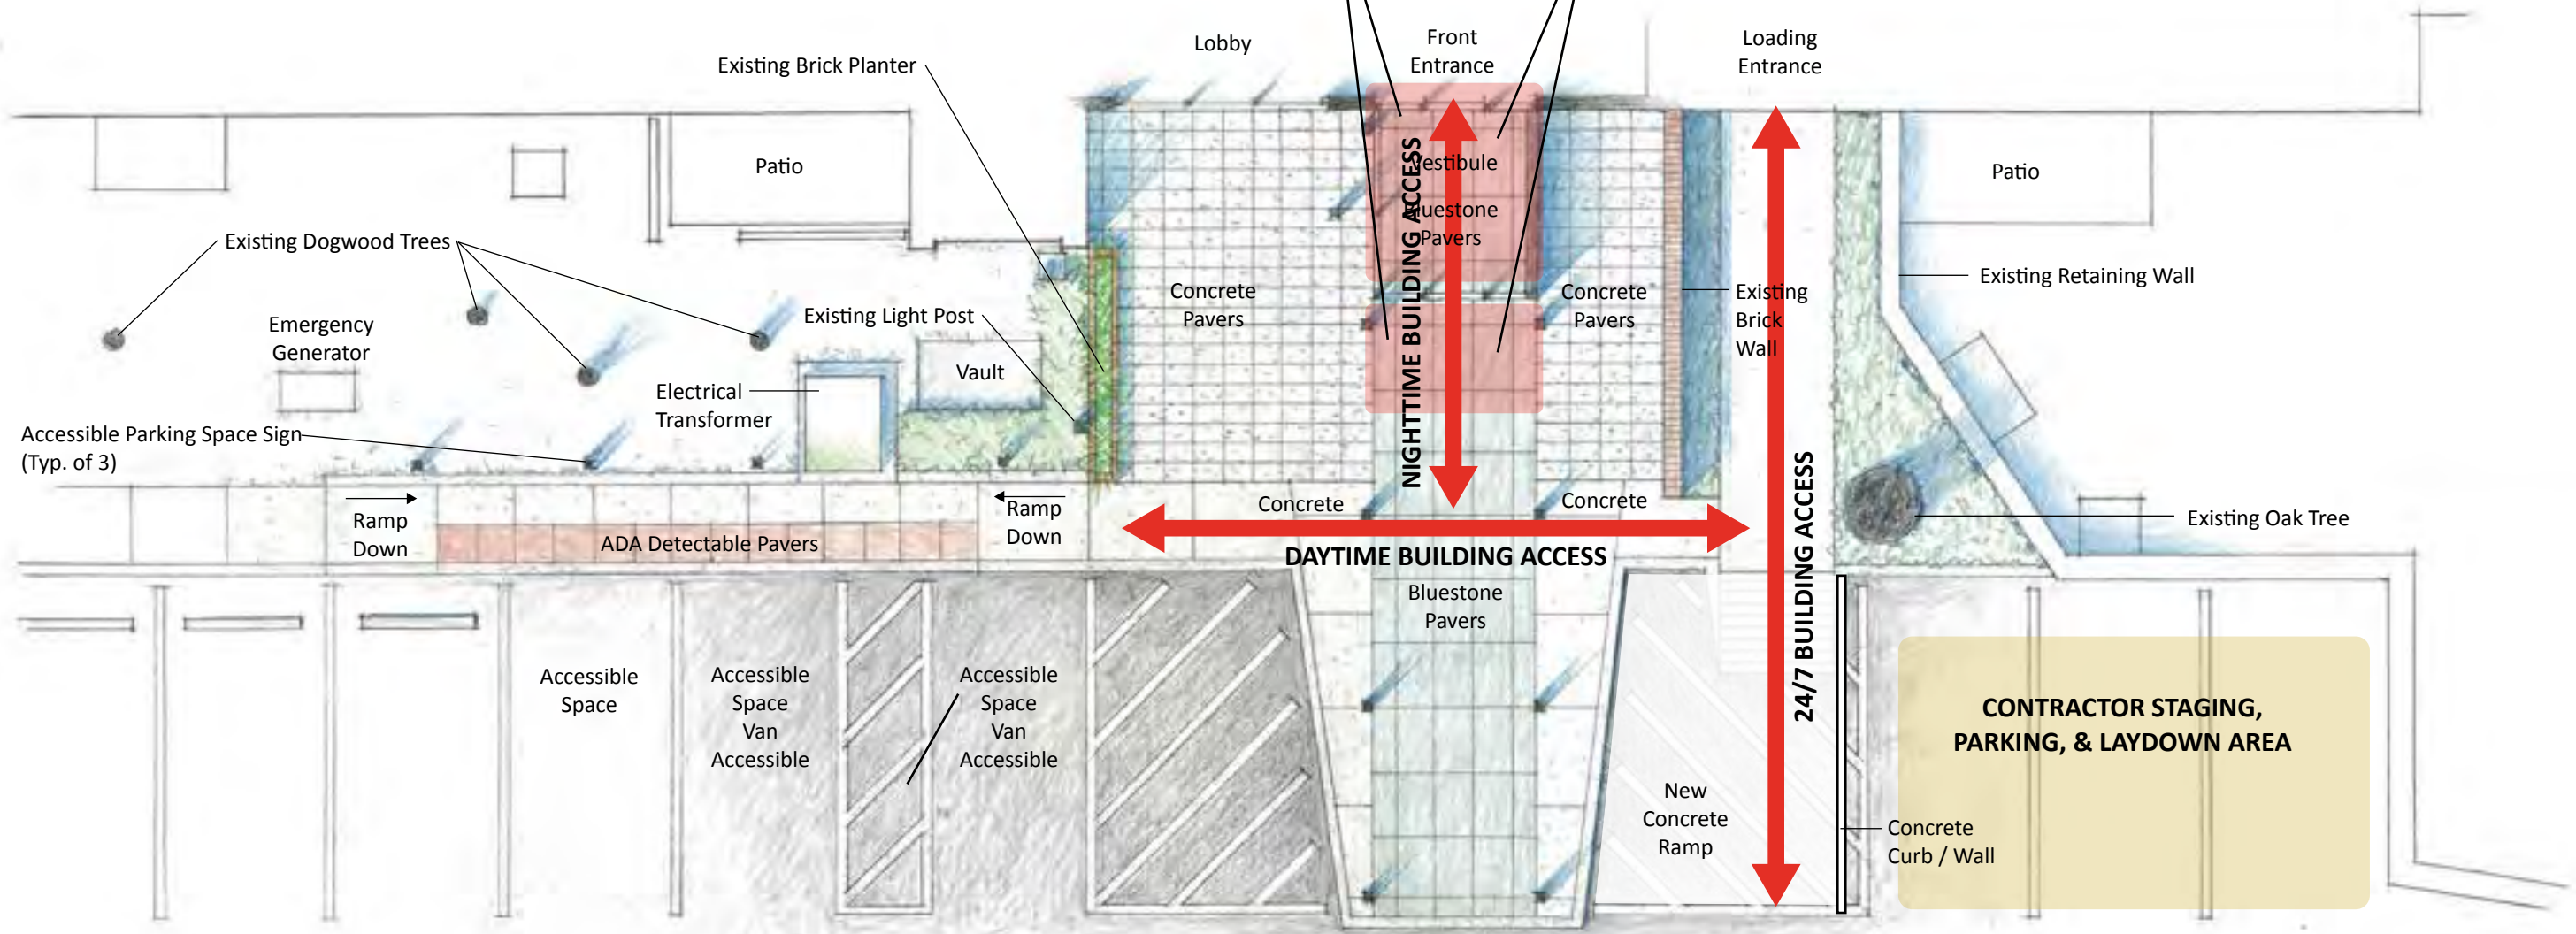 Lobby
Front
Entrance
Loading
Entrance
Existing Brick Planter
Patio
Vestibule
Bluestone
Pavers
Patio
Existing Dogwood Trees
Existing Retaining Wall
Concrete
Pavers
Concrete
Pavers
Existing
Brick
Wall
NIGHTTIME BUILDING ACCESS
Emergency
Generator
Existing Light Post
Vault
Electrical
Transformer
Accessible Parking Space Sign
(Typ. of 3)
Ramp
Down
ADA Detectable Pavers
Ramp
Down
Concrete
Concrete
Existing Oak Tree
DAYTIME BUILDING ACCESS
24/7 BUILDING ACCESS
Bluestone
Pavers
Accessible
Space
Accessible
Space
Van
Accessible
Accessible
Space
Van
Accessible
New
Concrete
Ramp
CONTRACTOR STAGING,
PARKING, & LAYDOWN AREA
Concrete
Curb / Wall